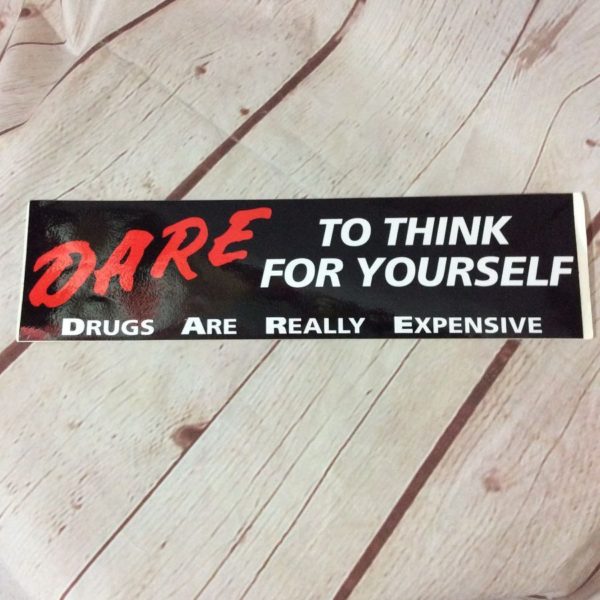 DARE
TO THINK
FOR YOURSELF
DRUGS ARE REALLY EXPENSIVE